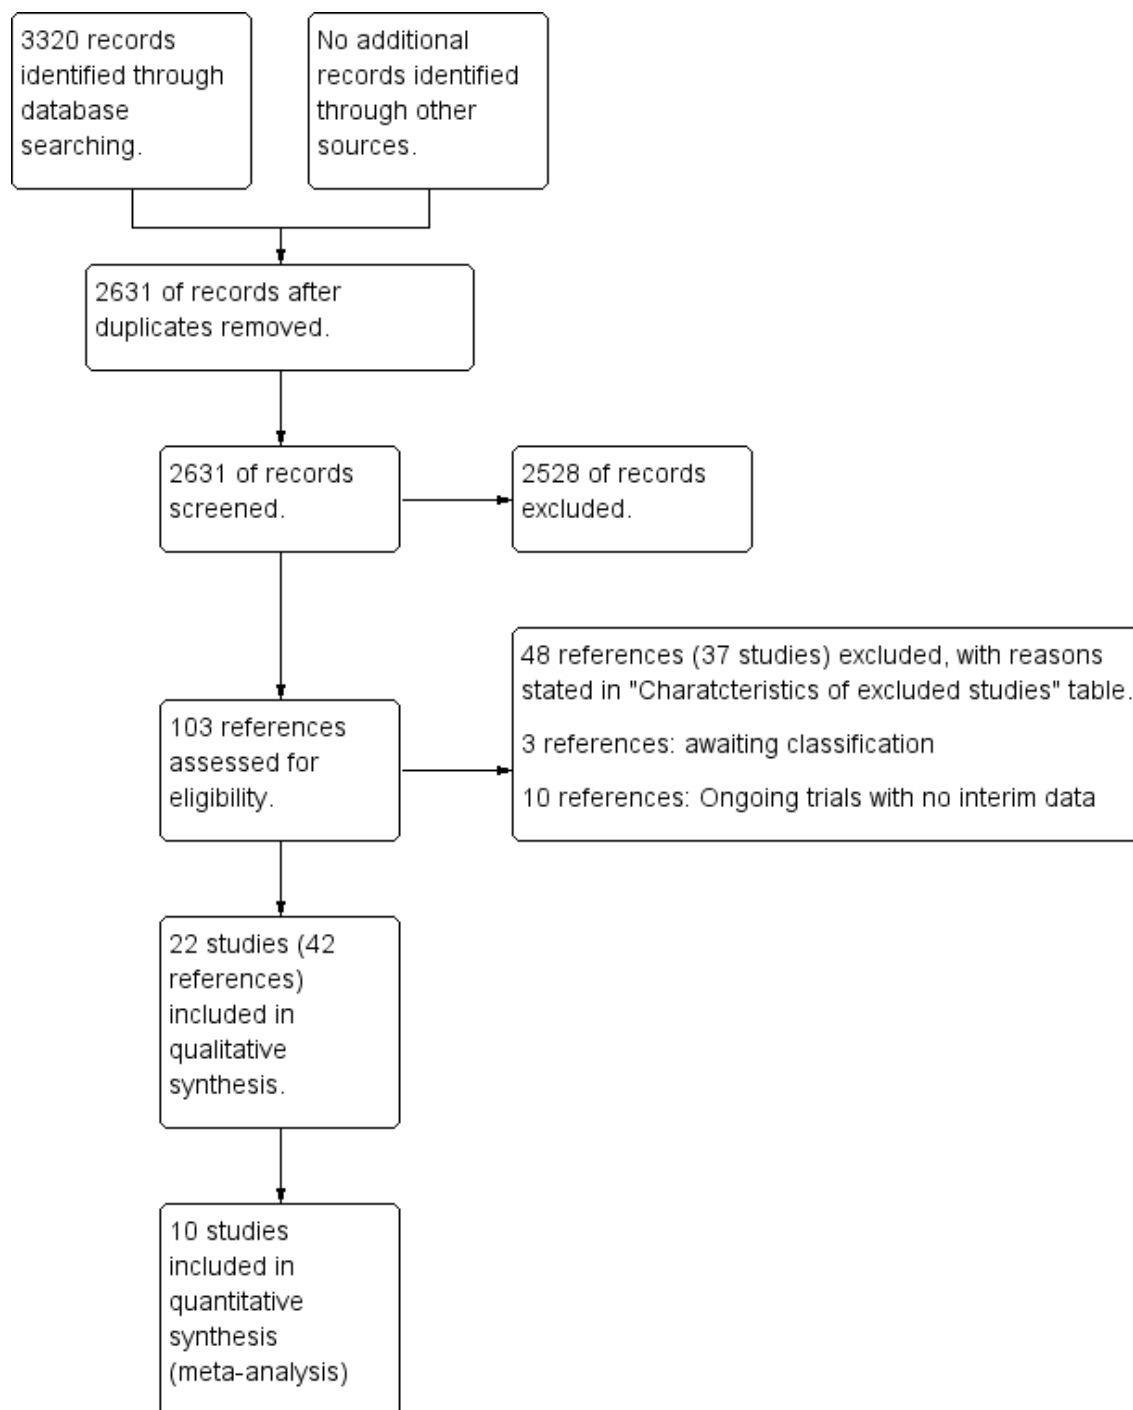 3320 records
identified through
database
searching.
No additional
records identified
through other
sources.
2631 of records after
duplicates removed.
2631 of records
screened.
2528 of records
excluded.
103 references
assessed for
eligibility.
48 references (37 studies) excluded, with reasons
stated in "Charatcteristics of excluded studies" table.
3 references: awaiting classification
10 references: Ongoing trials with no interim data
22 studies (42
references)
included in
qualitative
synthesis.
10 studies
included in
quantitative
synthesis
(meta-analysis)